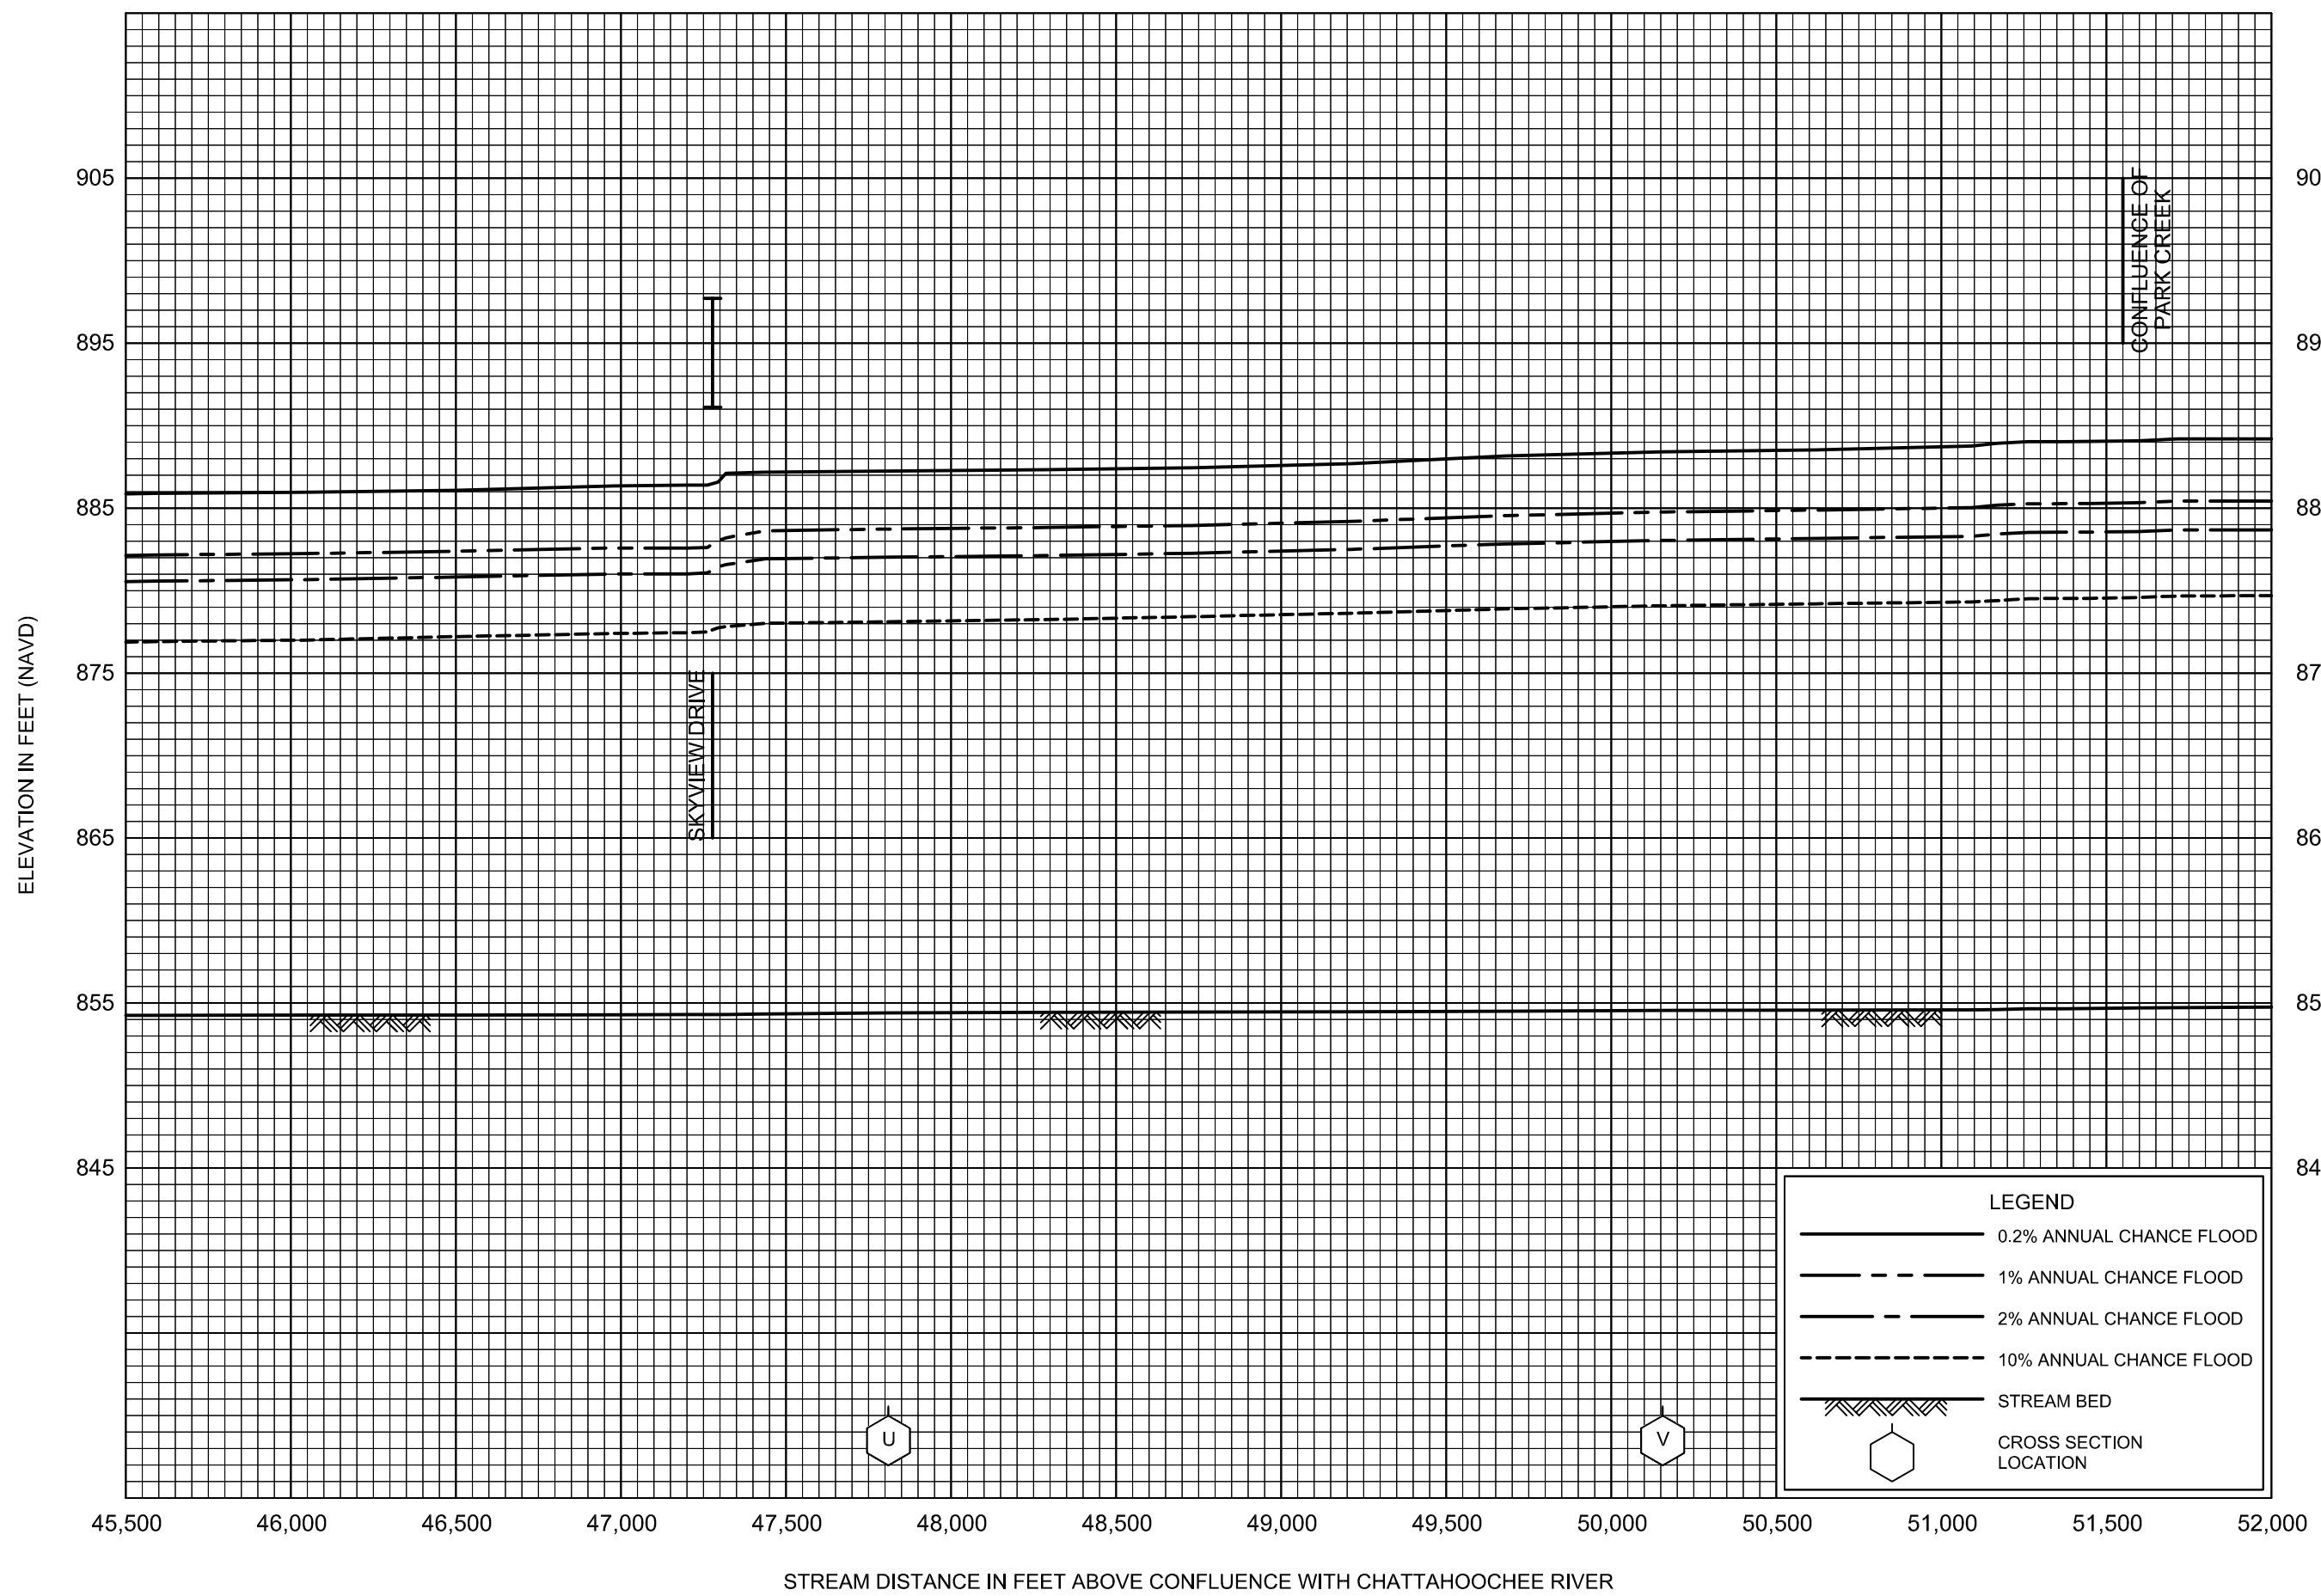 905
895
885
875
865
855
845
90
89
88
87
86
85
84
ELEVATION IN FEET (NAVD)
CONFLUENCE OF
PARK CREEK
SKYVIEW DRIVE
U
V
LEGEND
0.2% ANNUAL CHANCE FLOOD
1% ANNUAL CHANCE FLOOD
2% ANNUAL CHANCE FLOOD
10% ANNUAL CHANCE FLOOD
STREAM BED
CROSS SECTION
LOCATION
45,500 46,000 46,500 47,000 47,500 48,000 48,500 49,000 49,500 50,000 50,500 51,000 51,500 52,000
STREAM DISTANCE IN FEET ABOVE CONFLUENCE WITH CHATTAHOOCHEE RIVER